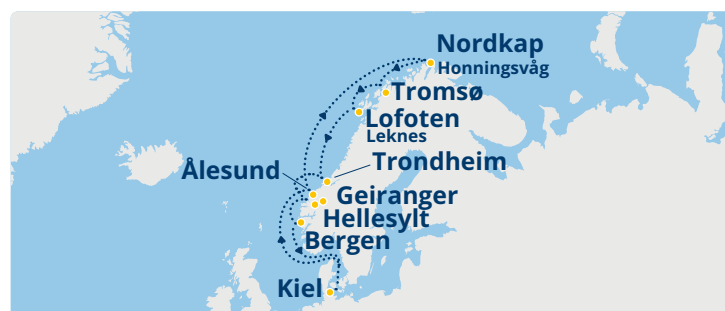 Nordkap
Honningsvåg
Tromsø
Lofoten
Leknes
Ålesund
Trondheim
Geiranger
Hellesylt
Bergen
Kiel